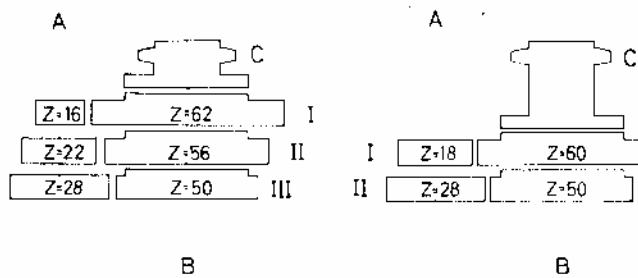 A
C
Z=16 Z=62 I
Z=22 Z=56 II
Z=28 Z=50 III
B
A
C
I Z=18 Z=60
II Z=28 Z=50
B